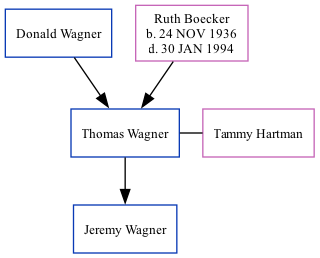 Donald Wagner
Ruth Boecker
b. 24 NOV 1936
d. 30 JAN 1994
Thomas Wagner
Tammy Hartman
Jeremy Wagner